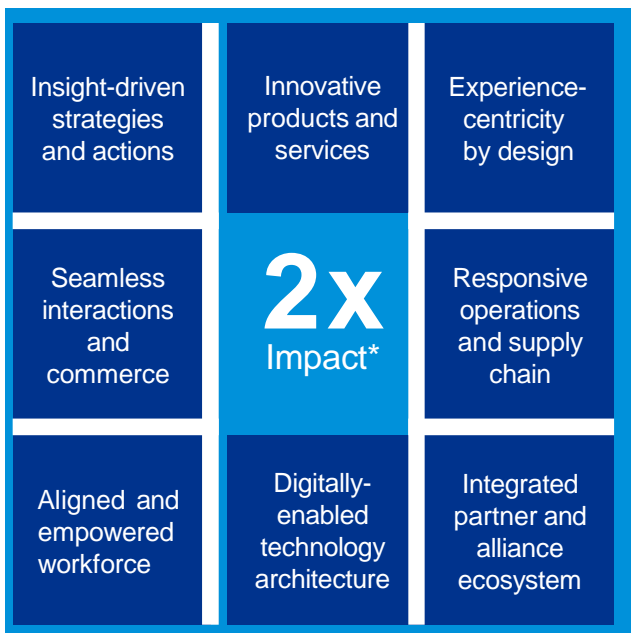 Insight-driven
strategies
and actions
Innovative
products and
services
Experience-
centricity
by design
Seamless
interactions
and
commerce
2x
Impact*
Responsive
operations
and supply
chain
Aligned and
empowered
workforce
Digitally-
enabled
technology
architecture
Integrated
partner and
alliance
ecosystem